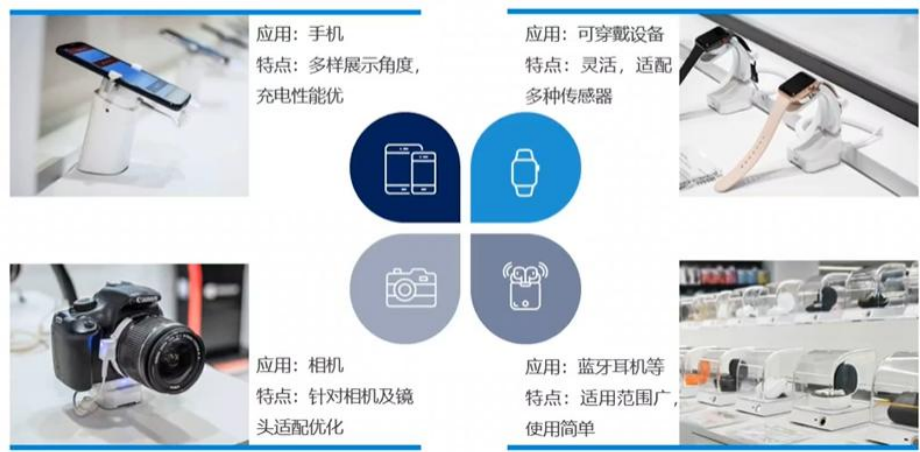 应用：手机
特点：多样展示角度，
充电性能优
应用：可穿戴设备
特点：灵活，适配
多种传感器
Canon
应用：相机
特点：针对相机及镜
头适配优化
应用：蓝牙耳机等
特点：适用范围广，
使用简单